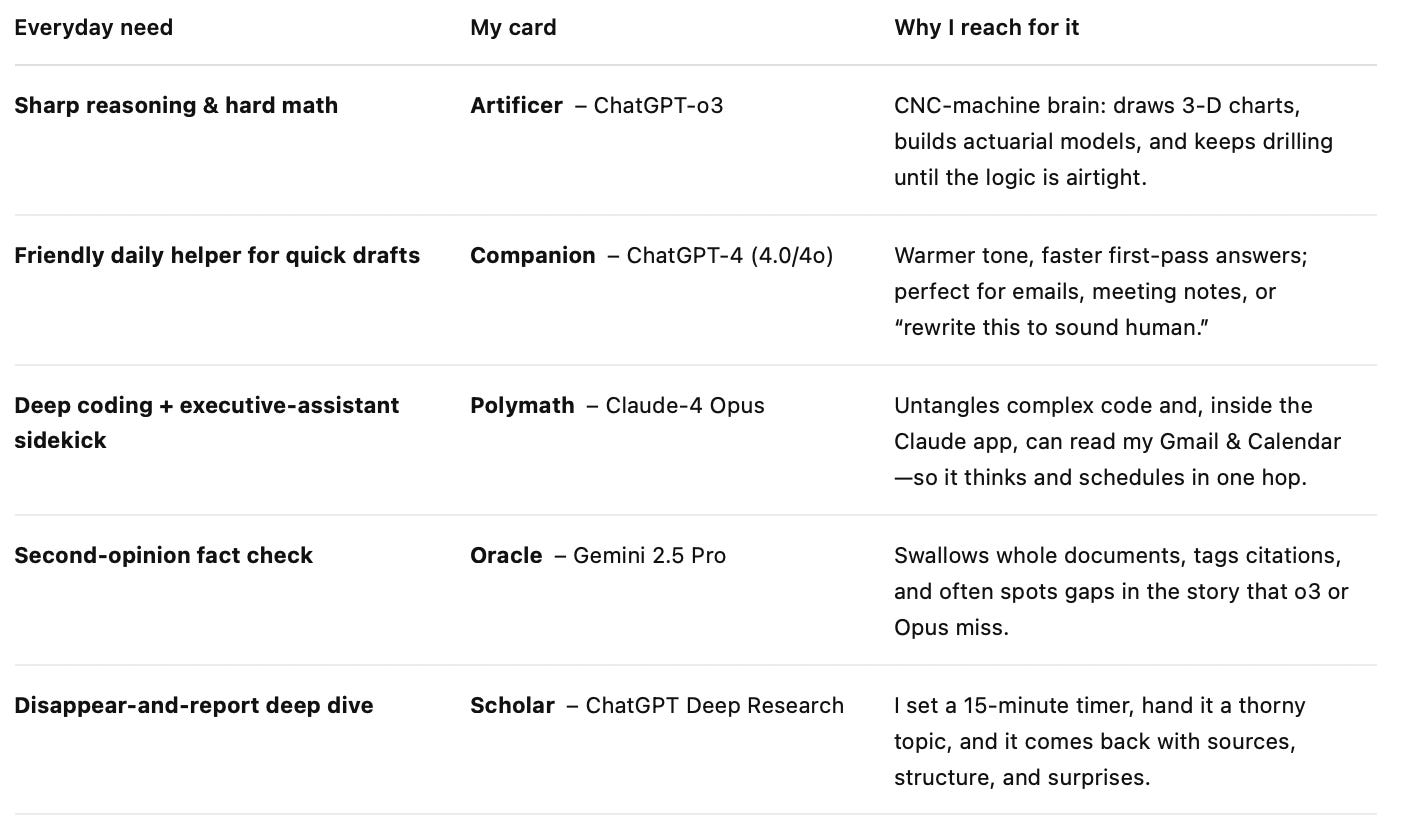 Everyday need
My card
Why I reach for it
Sharp reasoning & hard math
Artificer – ChatGPT-o3
CNC-machine brain: draws 3-D charts,
builds actuarial models, and keeps drilling
until the logic is airtight.
Friendly daily helper for quick drafts
Companion – ChatGPT-4 (4.0/4o)
Warmer tone, faster first-pass answers;
perfect for emails, meeting notes, or
“rewrite this to sound human.”
Deep coding + executive-assistant
sidekick
Polymath – Claude-4 Opus
Untangles complex code and, inside the
Claude app, can read my Gmail & Calendar
—so it thinks and schedules in one hop.
Second-opinion fact check
Oracle – Gemini 2.5 Pro
Swallows whole documents, tags citations,
and often spots gaps in the story that o3 or
Opus miss.
Disappear-and-report deep dive
Scholar – ChatGPT Deep Research
I set a 15-minute timer, hand it a thorny
topic, and it comes back with sources,
structure, and surprises.